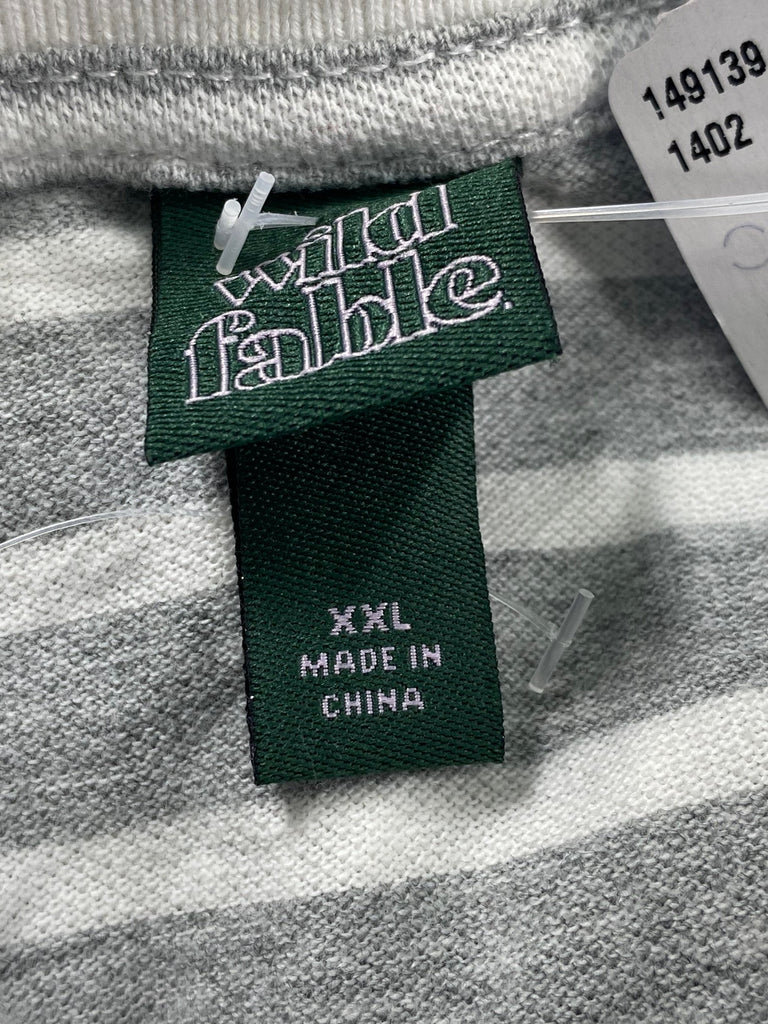 149139
1402
wild
fable.
XXL
MADE IN
CHINA